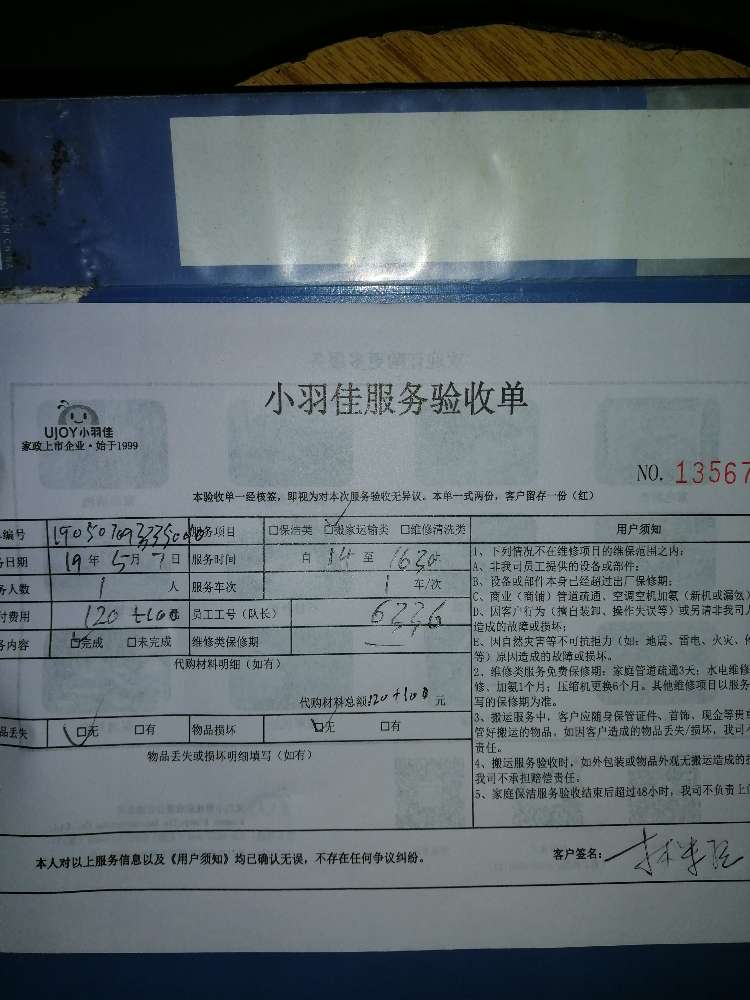 MADE IN CHINA
小羽佳服务验收单
UJOY小羽佳
家政上市企业·始于1999
NO. 13567
本验收单一经核签，即视为对本次服务验收无异议。本单一式两份，客户留存一份（红）
编号 服务项目 □保洁类 □搬家运输类 □维修清洗类 用户须知
务日期 19 年 5 月 7 日 服务时间 自 14 至 1630
务人数 1 人 服务车次 1 车/次
付费用 120 +100 员工工号（队长） 6336
务内容 □完成 □未完成 维修类保修期 —
代购材料明细（如有）
代购材料总额120+100 元
品丢失 □无 □有 物品损坏 □无 □有
物品丢失或损坏明细填写（如有）
1、下列情况不在维修项目的维保范围之内：
A、非我司员工提供的设备或部件；
B、设备或部件本身已经超过出厂保修期；
C、商业（商铺）管道疏通、空调空机加氨（新机或漏氨）
D、因客户行为（擅自装卸、操作失误等）或另请非我司人
造成的故障或损坏；
E、因自然灾害等不可抗拒力（如：地震、雷电、火灾、
等）原因造成的故障或损坏。
2、维修类服务免费保修期：家庭管道疏通3天；水电维修
修、加氨1个月；压缩机更换6个月。其他维修项目以服务
写的保修期为准。
3、搬运服务中，客户应随身保管证件、首饰、现金等贵
管好搬运的物品，如因客户造成的物品丢失/损坏，我司
责任。
4、搬运服务验收时，如外包装或物品外观无搬运造成的
我司不承担赔偿责任。
5、家庭保洁服务验收结束后超过48小时，我司不负责上
本人对以上服务信息以及《用户须知》均已确认无误，不存在任何争议纠纷。
客户签名：